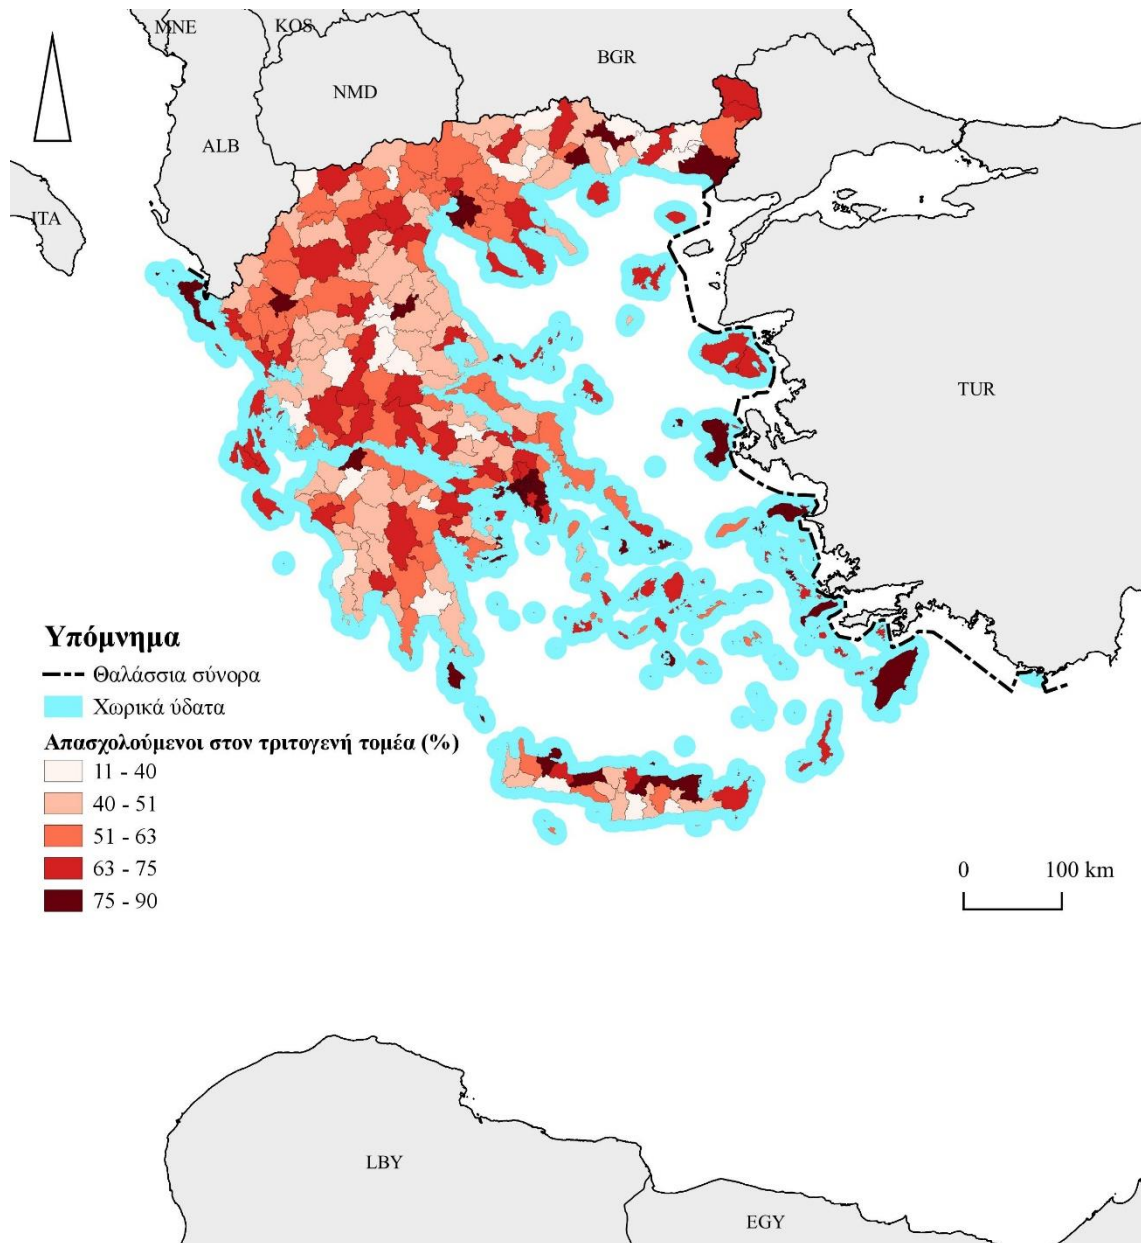 MNE
KOS
BGR
NMD
ALB
ITA
TUR
Υπόμνημα
Θαλάσσια σύνορα
Χωρικά ύδατα
Απασχολούμενοι στον τριτογενή τομέα (%)
11 - 40
40 - 51
51 - 63
63 - 75
75 - 90
0 100 km
LBY
EGY